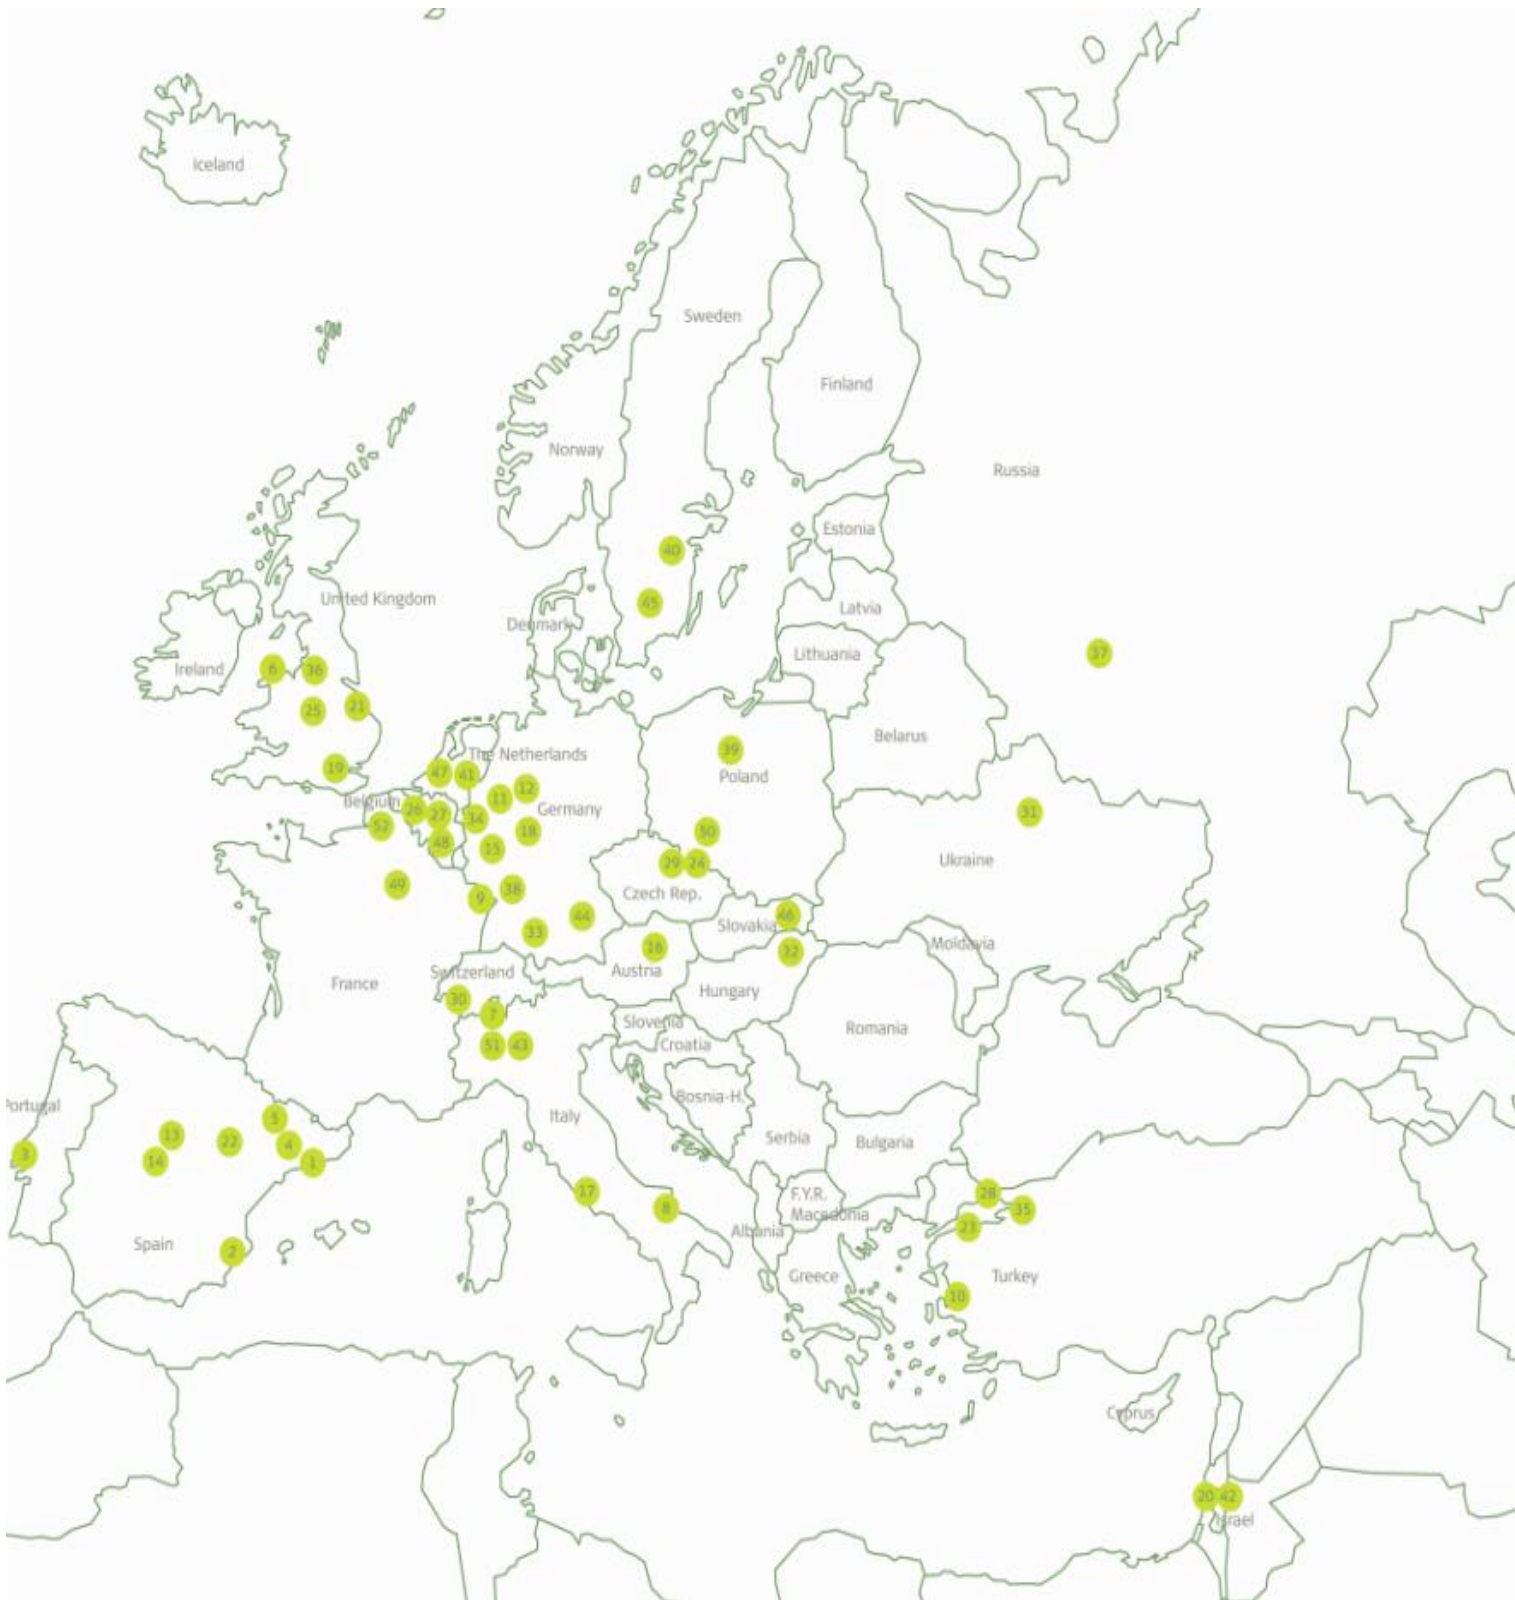 Iceland
Sweden
Finland
Norway
Russia
Estonia
40
United Kingdom
45
Latvia
Denmark
Lithuania
37
Ireland
6
36
25
21
Belarus
39
The Netherlands
Poland
19
47
41
12
11
Belgium
26
27
34
Germany
31
52
18
50
48
15
Ukraine
29
24
49
38
9
Czech Rep.
44
46
Slovakia
33
16
32
Moldavia
Switzerland
Austria
France
Hungary
30
7
Slovenia
Romania
51
43
Croatia
Bosnia-H.
Portugal
5
Italy
13
22
4
Serbia
Bulgaria
3
14
1
17
28
F.Y.R.
Macedonia
8
35
23
Albania
Spain
2
Greece
Turkey
10
Cyprus
20
42
Israel